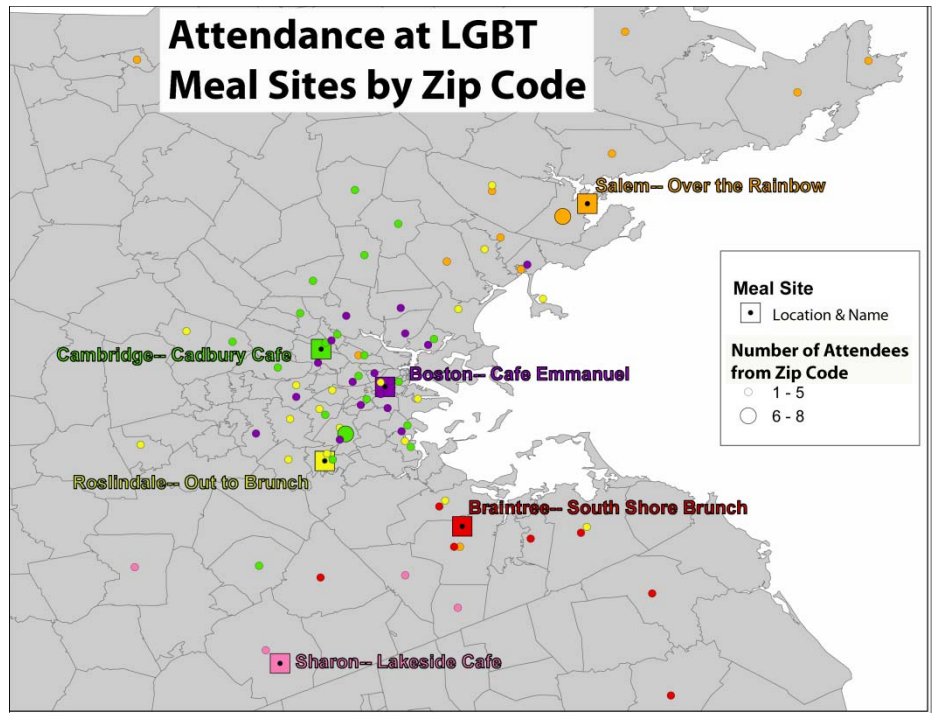 Attendance at LGBT
Meal Sites by Zip Code
Salem-- Over the Rainbow
Meal Site
Location & Name
Number of Attendees
from Zip Code
1 - 5
6 - 8
Cambridge-- Cadbury Cafe
Boston-- Cafe Emmanuel
Roslindale-- Out to Brunch
Braintree-- South Shore Brunch
Sharon-- Lakeside Cafe